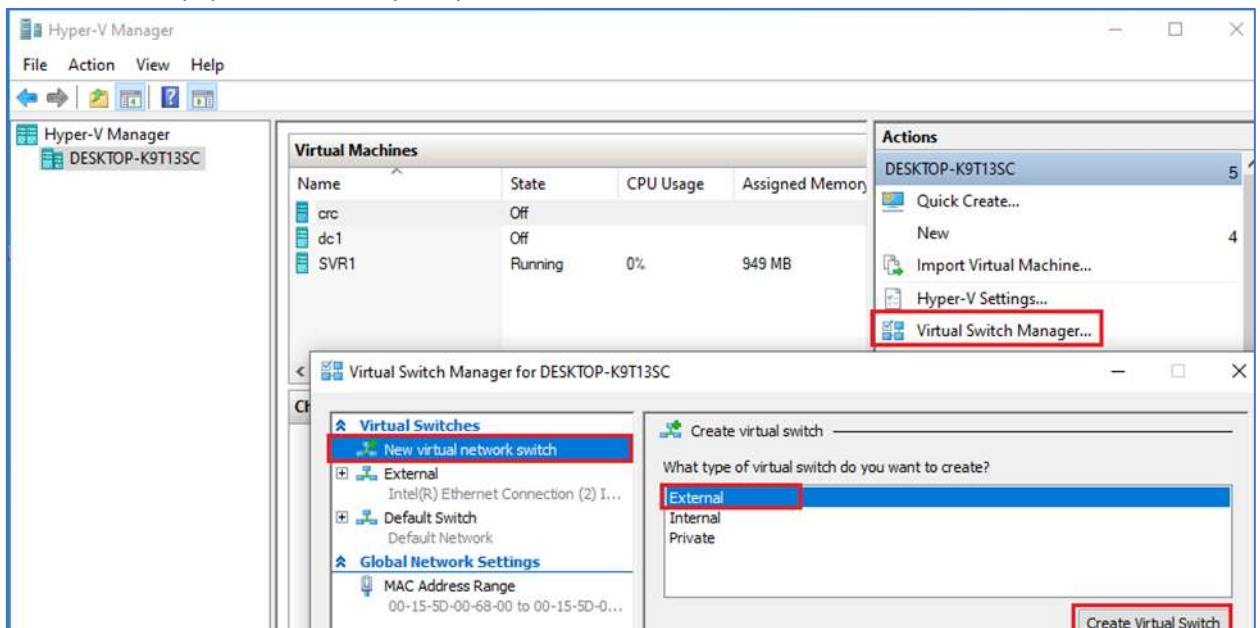 Hyper-V Manager
File Action View Help
Hyper-V Manager
DESKTOP-K9T13SC
Virtual Machines
Name State CPU Usage Assigned Memory
crc Off
dc1 Off
SVR1 Running 0% 949 MB
Actions
DESKTOP-K9T13SC 5
Quick Create...
New 4
Import Virtual Machine...
Hyper-V Settings...
Virtual Switch Manager...
Virtual Switch Manager for DESKTOP-K9T13SC
Virtual Switches
New virtual network switch
External
Intel(R) Ethernet Connection (2) I...
Default Switch
Default Network
Global Network Settings
MAC Address Range
00-15-5D-00-68-00 to 00-15-5D-0...
Create virtual switch
What type of virtual switch do you want to create?
External
Internal
Private
Create Virtual Switch